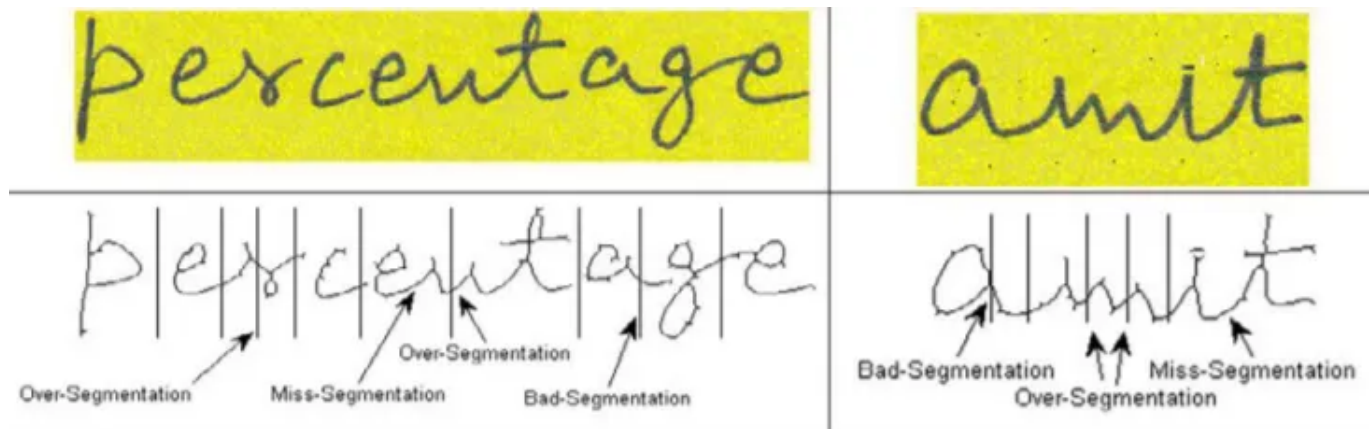 percentage
amit
percentage
amit
Over-Segmentation
Over-Segmentation
Miss-Segmentation
Bad-Segmentation
Bad-Segmentation
Over-Segmentation
Miss-Segmentation